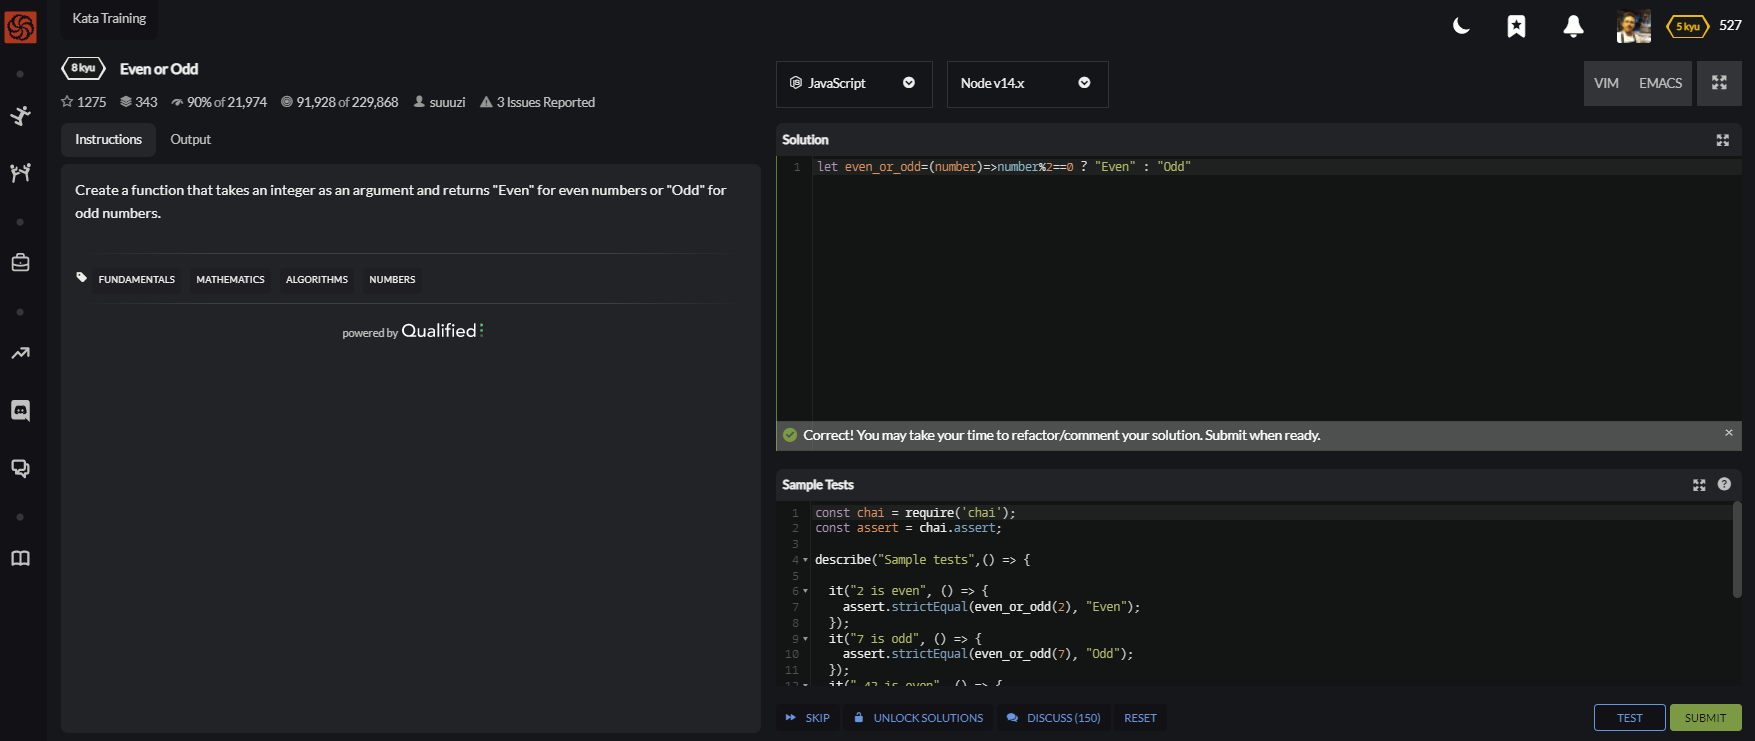 Kata Training
5 kyu
527
8 kyu
Even or Odd
1275
343
90% of 21,974
91,928 of 229,868
suuuzi
3 Issues Reported
Instructions
Output
Create a function that takes an integer as an argument and returns "Even" for even numbers or "Odd" for
odd numbers.
FUNDAMENTALS
MATHEMATICS
ALGORITHMS
NUMBERS
powered by Qualified
JavaScript
Node v14.x
VIM
EMACS
Solution
1 let even_or_odd=(number)=>number%2==0 ? "Even" : "Odd"
Correct! You may take your time to refactor/comment your solution. Submit when ready.
×
Sample Tests
?
1 const chai = require('chai');
2 const assert = chai.assert;
3
4 describe("Sample tests",() => {
5
6 it("2 is even", () => {
7 assert.strictEqual(even_or_odd(2), "Even");
8 });
9 it("7 is odd", () => {
10 assert.strictEqual(even_or_odd(7), "Odd");
11 });
12 it("-42 is even", () => {
SKIP
UNLOCK SOLUTIONS
DISCUSS (150)
RESET
TEST
SUBMIT